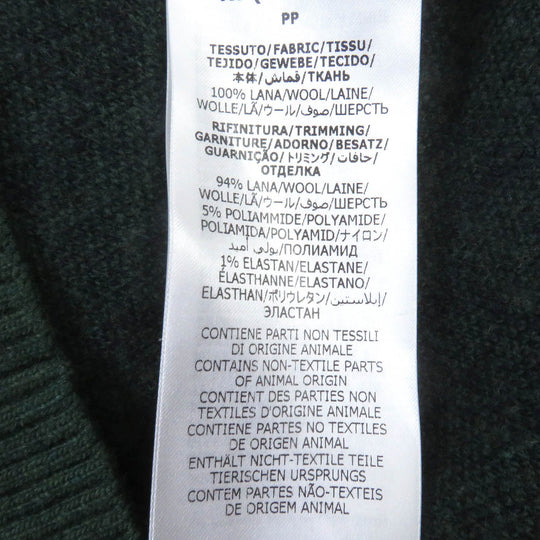 PP
TESSUTO/FABRIC/TISSU/
TEJIDO/GEWEBE/TECIDO/
本体/قماش/ТКАНЬ
100% LANA/WOOL/LAINE/
WOLLE/LÃ/ウール/صوف/ШЕРСТЬ
RIFINITURA/TRIMMING/
GARNITURE/ADORNO/BESATZ/
GUARNIÇÃO/トリミング/حافات/
ОТДЕЛКА
94% LANA/WOOL/LAINE/
WOLLE/LÃ/ウール/صوف/ШЕРСТЬ
5% POLIAMMIDE/POLYAMIDE/
POLIAMIDA/POLYAMID/ナイロン/
بولي أميد/ПОЛИАМИД
1% ELASTAN/ELASTANE/
ÉLASTHANNE/ELASTANO/
ELASTHAN/ポリウレタン/إيلاستين/
ЭЛАСТАН
CONTIENE PARTI NON TESSILI
DI ORIGINE ANIMALE
CONTAINS NON-TEXTILE PARTS
OF ANIMAL ORIGIN
CONTIENT DES PARTIES NON
TEXTILES D'ORIGINE ANIMALE
CONTIENE PARTES NO TEXTILES
DE ORIGEN ANIMAL
ENTHÄLT NICHT-TEXTILE TEILE
TIERISCHEN URSPRUNGS
CONTEM PARTES NÃO-TEXTEIS
DE ORIGEM ANIMAL